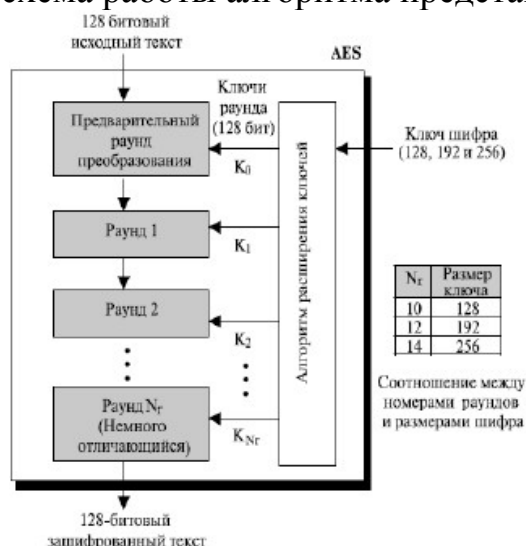 схема работы алгоритма предста
128 битовый
исходный текст
AES
Ключи
раунда
(128 бит)
Предварительный
раунд
преобразования
K0
Ключ шифра
(128, 192 и 256)
Алгоритм расширения ключей
Раунд 1
K1
Раунд 2
K2
Nr Размер ключа
10 128
12 192
14 256
Соотношение между
номерами раундов
и размерами шифра
Раунд Nr
(Немного
отличающийся)
KNr
128-битовый
зашифрованный текст